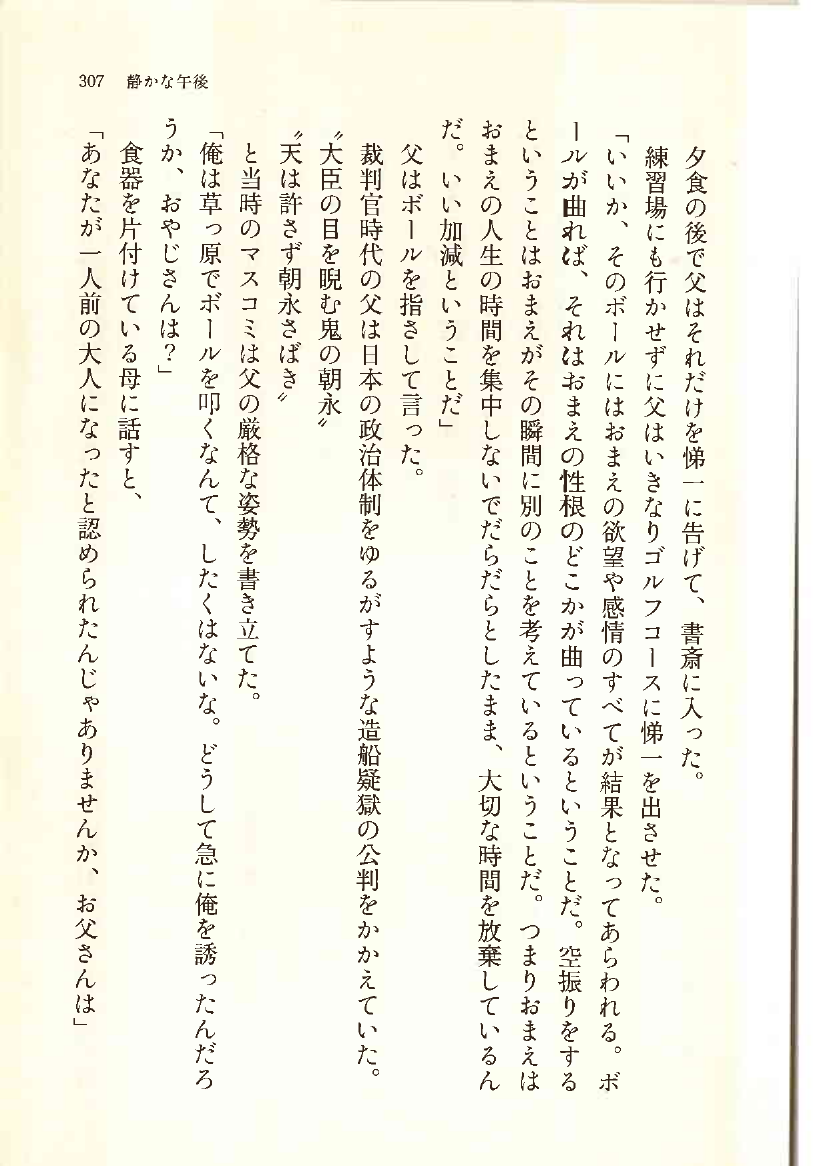 307 静かな午後
夕食の後で父はそれだけを悌一に告げて、書斎に入った。
練習場にも行かせずに父はいきなりゴルフコースに悌一を出させた。
「いいか、そのボールにはおまえの欲望や感情のすべてが結果となってあらわれる。ボ
ールが曲れば、それはおまえの性根のどこかが曲っているということだ。空振りをする
ということはおまえがその瞬間に別のことを考えているということだ。つまりおまえは
おまえの人生の時間を集中しないでだらだらとしたまま、大切な時間を放棄しているん
だ。いい加減ということだ」
父はボールを指さして言った。
裁判官時代の父は日本の政治体制をゆるがすような造船疑獄の公判をかかえていた。
〝大臣の目を睨む鬼の朝永〟
〝天は許さず朝永さばき〟
と当時のマスコミは父の厳格な姿勢を書き立てた。
「俺は草っ原でボールを叩くなんて、したくはないな。どうして急に俺を誘ったんだろ
うか、おやじさんは?」
食器を片付けている母に話すと、
「あなたが一人前の大人になったと認められたんじゃありませんか、お父さんは」